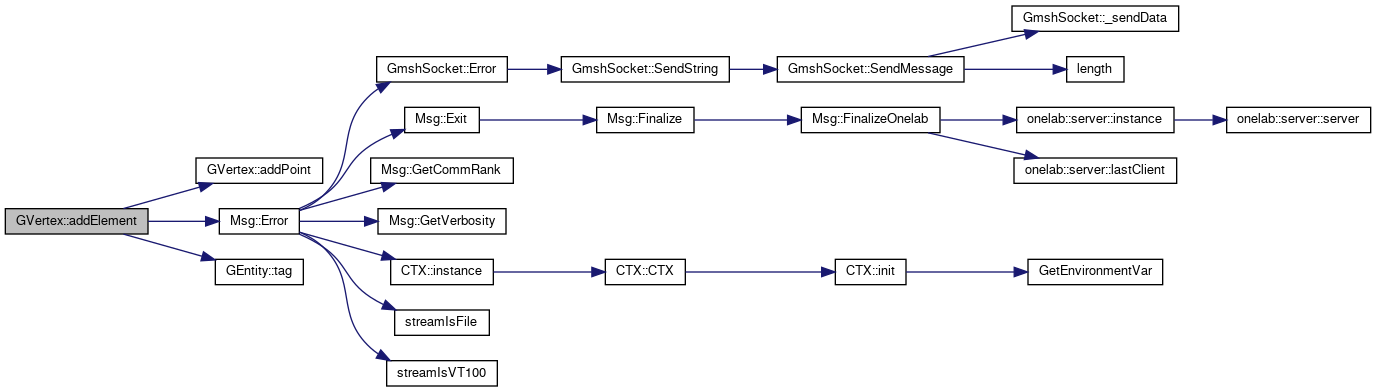 GmshSocket::_sendData
GmshSocket::Error
GmshSocket::SendString
GmshSocket::SendMessage
length
Msg::Exit
Msg::Finalize
Msg::FinalizeOnelab
onelab::server::instance
onelab::server::server
GVertex::addPoint
Msg::GetCommRank
onelab::server::lastClient
GVertex::addElement
Msg::Error
Msg::GetVerbosity
GEntity::tag
CTX::instance
CTX::CTX
CTX::init
GetEnvironmentVar
streamIsFile
streamIsVT100